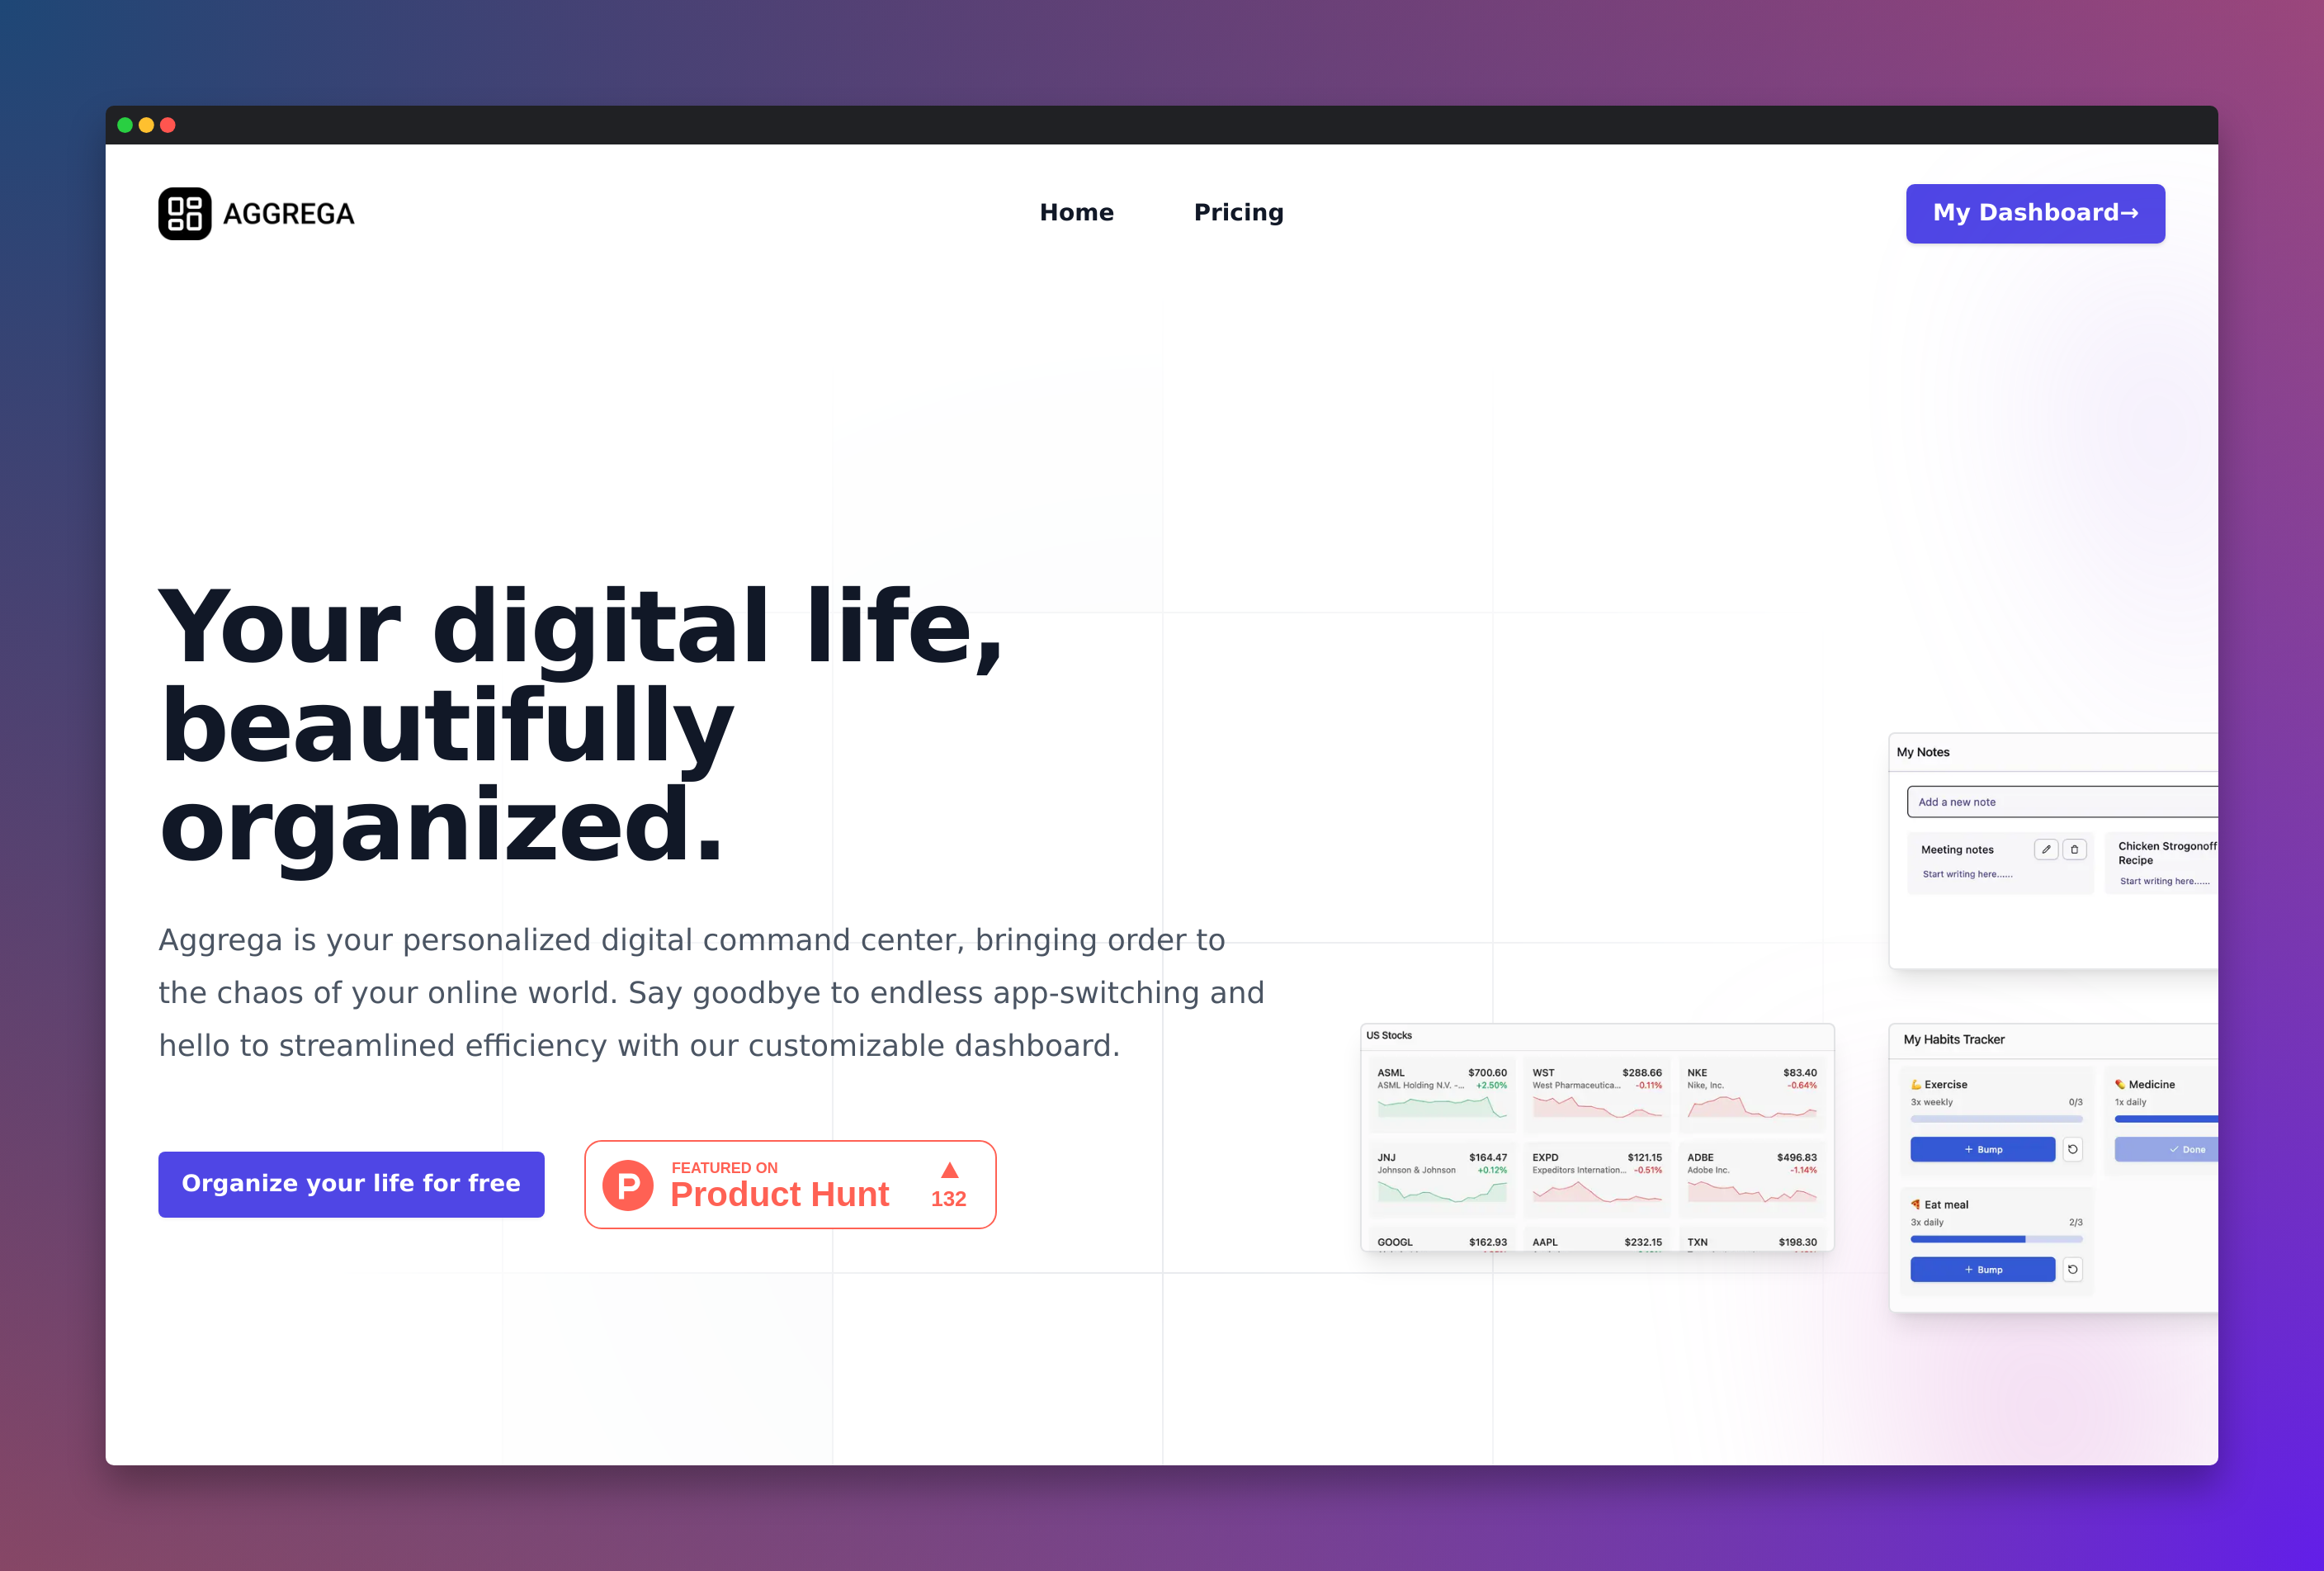 AGGREGA
Home
Pricing
My Dashboard→
Your digital life,
beautifully
organized.
Aggrega is your personalized digital command center, bringing order to
the chaos of your online world. Say goodbye to endless app-switching and
hello to streamlined efficiency with our customizable dashboard.
Organize your life for free
FEATURED ON
Product Hunt
132
My Notes
Add a new note
Meeting notes
Start writing here......
Chicken Strogonoff
Recipe
Start writing here......
US Stocks
ASML $700.60
ASML Holding N.V. -... +2.50%
WST $288.66
West Pharmaceutica... -0.11%
NKE $83.40
Nike, Inc. -0.64%
JNJ $164.47
Johnson & Johnson +0.12%
EXPD $121.15
Expeditors Internation... -0.51%
ADBE $496.83
Adobe Inc. -1.14%
GOOGL $162.93
AAPL $232.15
TXN $198.30
My Habits Tracker
💪 Exercise
3x weekly 0/3
+ Bump
💊 Medicine
1x daily
✓ Done
🍕 Eat meal
3x daily 2/3
+ Bump